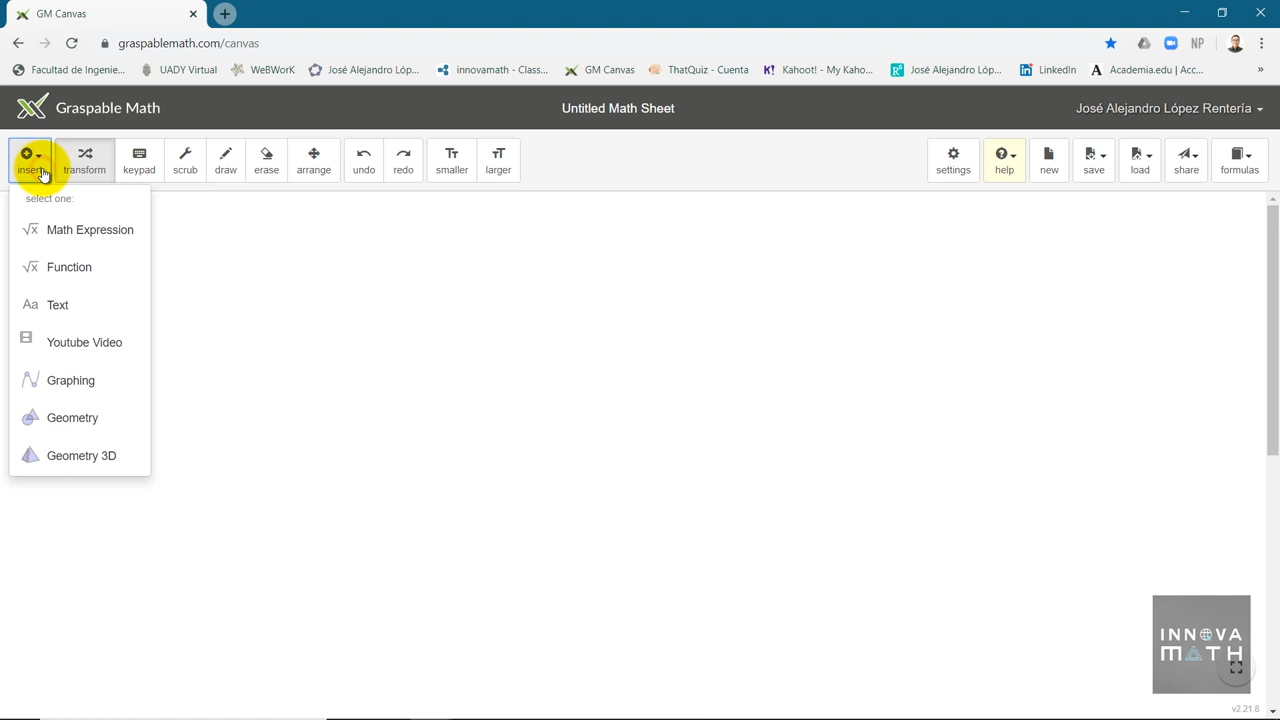 GM Canvas
graspablemath.com/canvas
NP
Facultad de Ingenie...
UADY Virtual
WeBWorK
José Alejandro Lóp...
innovamath - Class...
GM Canvas
ThatQuiz - Cuenta
K! Kahoot! - My Kaho...
José Alejandro Lóp...
LinkedIn
Academia.edu | Acc...
»
Graspable Math
Untitled Math Sheet
José Alejandro López Rentería
insert
transform
keypad
scrub
draw
erase
arrange
undo
redo
smaller
larger
settings
help
new
save
load
share
formulas
select one:
√x Math Expression
√x Function
Aa Text
Youtube Video
Graphing
Geometry
Geometry 3D
INNOVA
MATH
v2.21.8